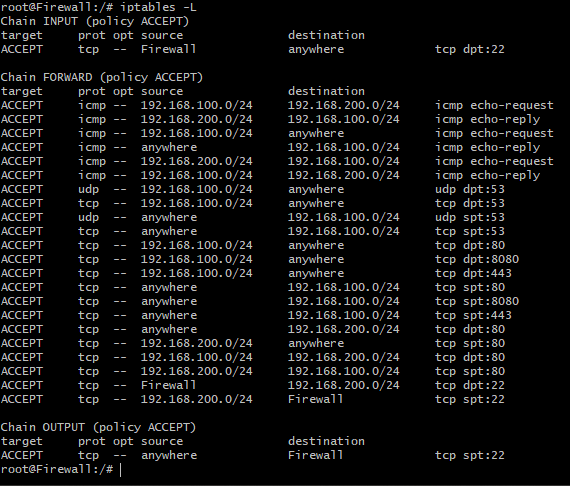 root@Firewall:/# iptables -L
Chain INPUT (policy ACCEPT)
target     prot opt source               destination
ACCEPT     tcp  --  Firewall             anywhere             tcp dpt:22

Chain FORWARD (policy ACCEPT)
target     prot opt source               destination
ACCEPT     icmp --  192.168.100.0/24     192.168.200.0/24     icmp echo-request
ACCEPT     icmp --  192.168.200.0/24     192.168.100.0/24     icmp echo-reply
ACCEPT     icmp --  192.168.100.0/24     anywhere             icmp echo-request
ACCEPT     icmp --  anywhere             192.168.100.0/24     icmp echo-reply
ACCEPT     icmp --  192.168.200.0/24     192.168.100.0/24     icmp echo-request
ACCEPT     icmp --  192.168.100.0/24     192.168.200.0/24     icmp echo-reply
ACCEPT     udp  --  192.168.100.0/24     anywhere             udp dpt:53
ACCEPT     tcp  --  192.168.100.0/24     anywhere             tcp dpt:53
ACCEPT     udp  --  anywhere             192.168.100.0/24     udp spt:53
ACCEPT     tcp  --  anywhere             192.168.100.0/24     tcp spt:53
ACCEPT     tcp  --  192.168.100.0/24     anywhere             tcp dpt:80
ACCEPT     tcp  --  192.168.100.0/24     anywhere             tcp dpt:8080
ACCEPT     tcp  --  192.168.100.0/24     anywhere             tcp dpt:443
ACCEPT     tcp  --  anywhere             192.168.100.0/24     tcp spt:80
ACCEPT     tcp  --  anywhere             192.168.100.0/24     tcp spt:8080
ACCEPT     tcp  --  anywhere             192.168.100.0/24     tcp spt:443
ACCEPT     tcp  --  anywhere             192.168.200.0/24     tcp dpt:80
ACCEPT     tcp  --  192.168.200.0/24     anywhere             tcp spt:80
ACCEPT     tcp  --  192.168.100.0/24     192.168.200.0/24     tcp dpt:80
ACCEPT     tcp  --  192.168.200.0/24     192.168.100.0/24     tcp spt:80
ACCEPT     tcp  --  Firewall             192.168.200.0/24     tcp dpt:22
ACCEPT     tcp  --  192.168.200.0/24     Firewall             tcp spt:22

Chain OUTPUT (policy ACCEPT)
target     prot opt source               destination
ACCEPT     tcp  --  anywhere             Firewall             tcp spt:22
root@Firewall:/#